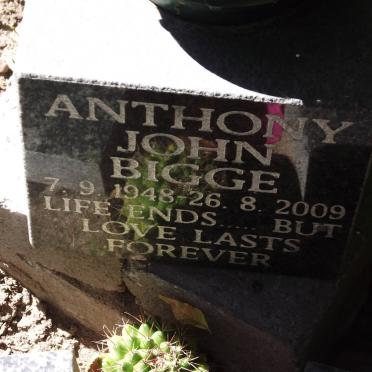 ANTHONY
JOHN
BIGGE
7. 9. 1948-26. 8. 2009
LIFE ENDS..... BUT
LOVE LASTS
FOREVER